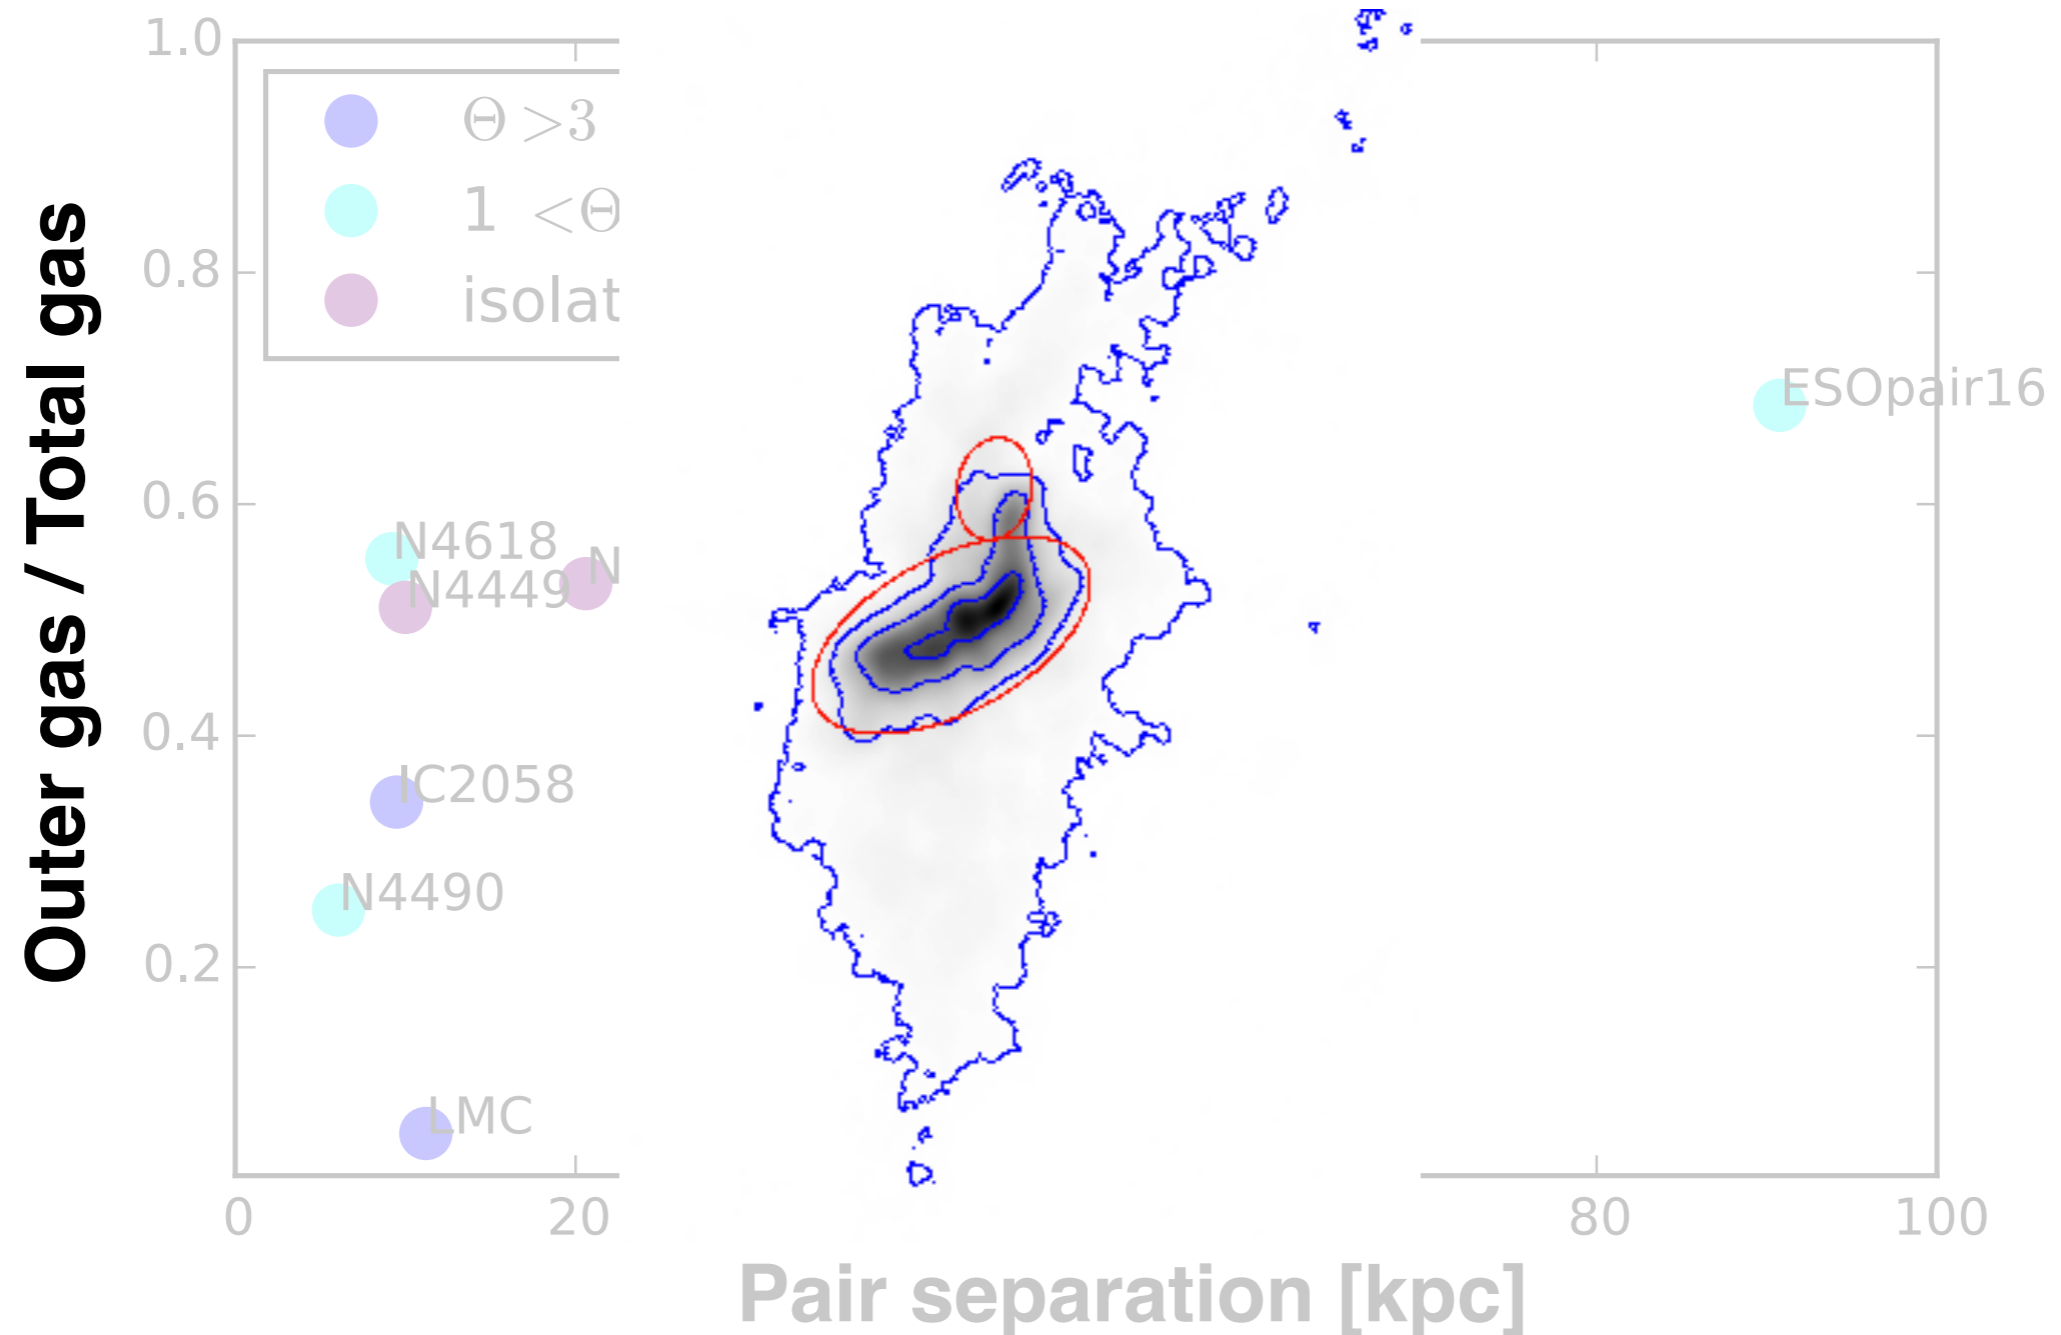 Outer gas / Total gas
1.0
0.8
0.6
0.4
0.2
Θ >3
1 <Θ
isolat
ESOpair16
N4618
N4449
N
IC2058
N4490
LMC
0 20 80 100
Pair separation [kpc]